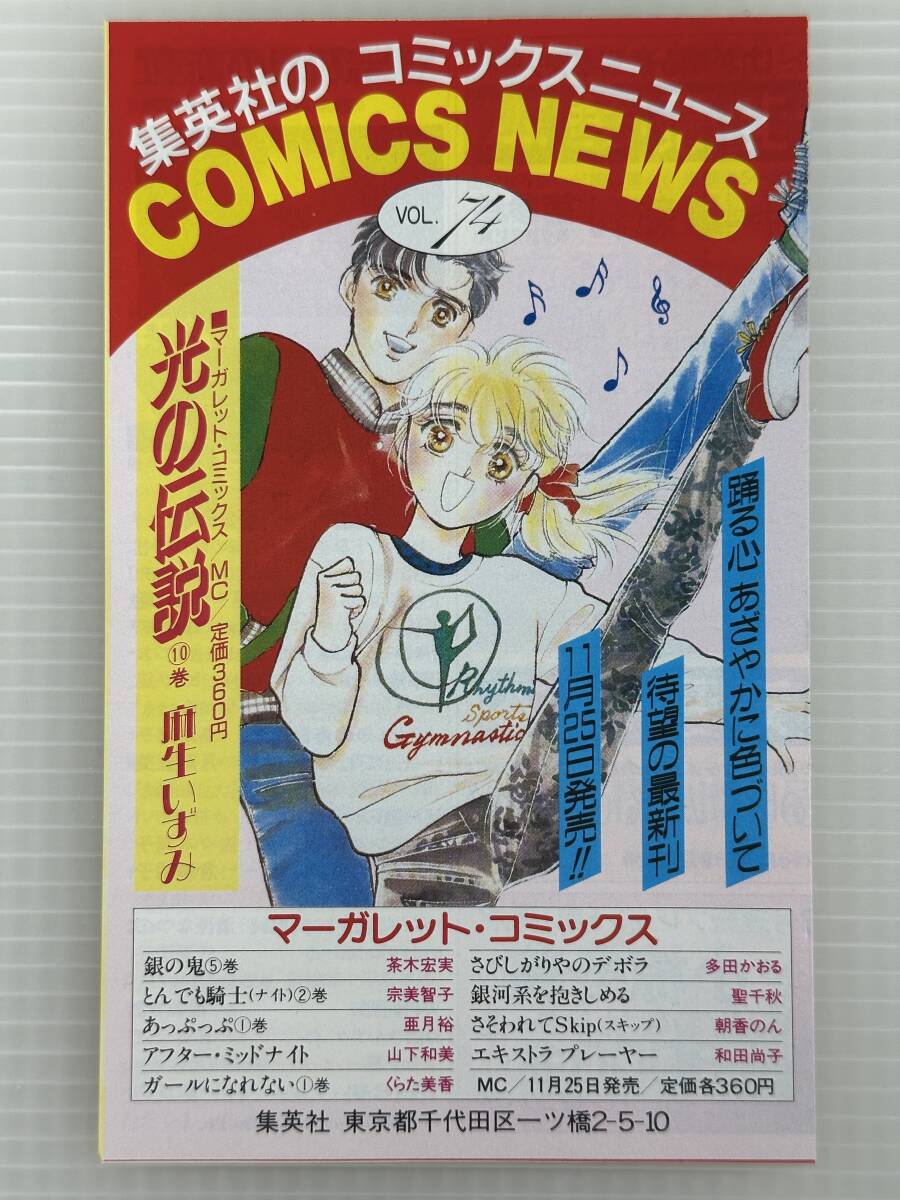 集英社の コミックスニュース
COMICS NEWS
VOL. 74
■マーガレット・コミックス/MC/定価360円
光の伝説⑩巻 麻生いずみ
踊る心 あざやかに色づいて
待望の最新刊
11月25日発売!!
Rhythm
Sports
Gymnastic
マーガレット・コミックス
銀の鬼⑤巻 茶木宏実
とんでも騎士(ナイト)②巻 宗美智子
あっぷっぷ①巻 亜月裕
アフター・ミッドナイト 山下和美
ガールになれない①巻 くらた美香
さびしがりやのデボラ 多田かおる
銀河系を抱きしめる 聖千秋
さそわれてSkip(スキップ) 朝香のん
エキストラ プレーヤー 和田尚子
MC/11月25日発売/定価各360円
集英社 東京都千代田区一ツ橋2-5-10